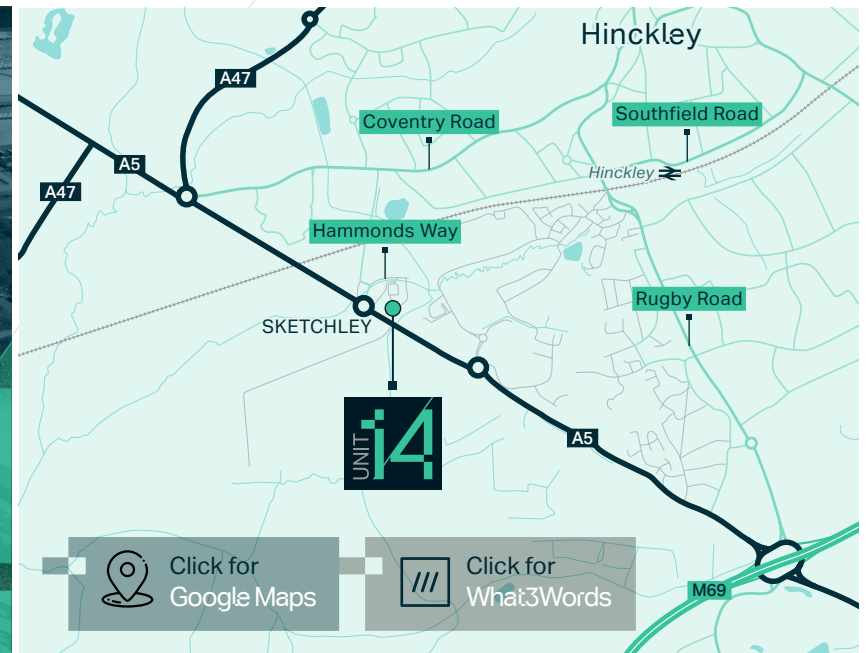 Hinckley
A47
Coventry Road
Southfield Road
A5
Hinckley
A47
Hammonds Way
Rugby Road
SKETCHLEY
UNIT
i4
A5
Click for
Google Maps
Click for
What3Words
M69